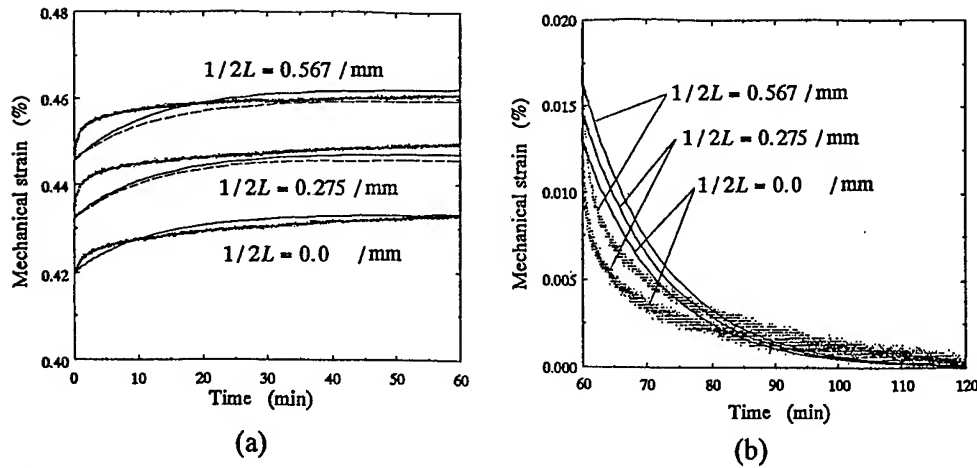 0.48
0.46
0.44
0.42
0.40
Mechanical strain (%)
1/2L = 0.567 /mm
1/2L = 0.275 /mm
1/2L = 0.0 /mm
0 10 20 30 40 50 60
Time (min)
(a)
0.020
0.015
0.010
0.005
0.000
Mechanical strain (%)
1/2L = 0.567 /mm
1/2L = 0.275 /mm
1/2L = 0.0 /mm
60 70 80 90 100 110 120
Time (min)
(b)